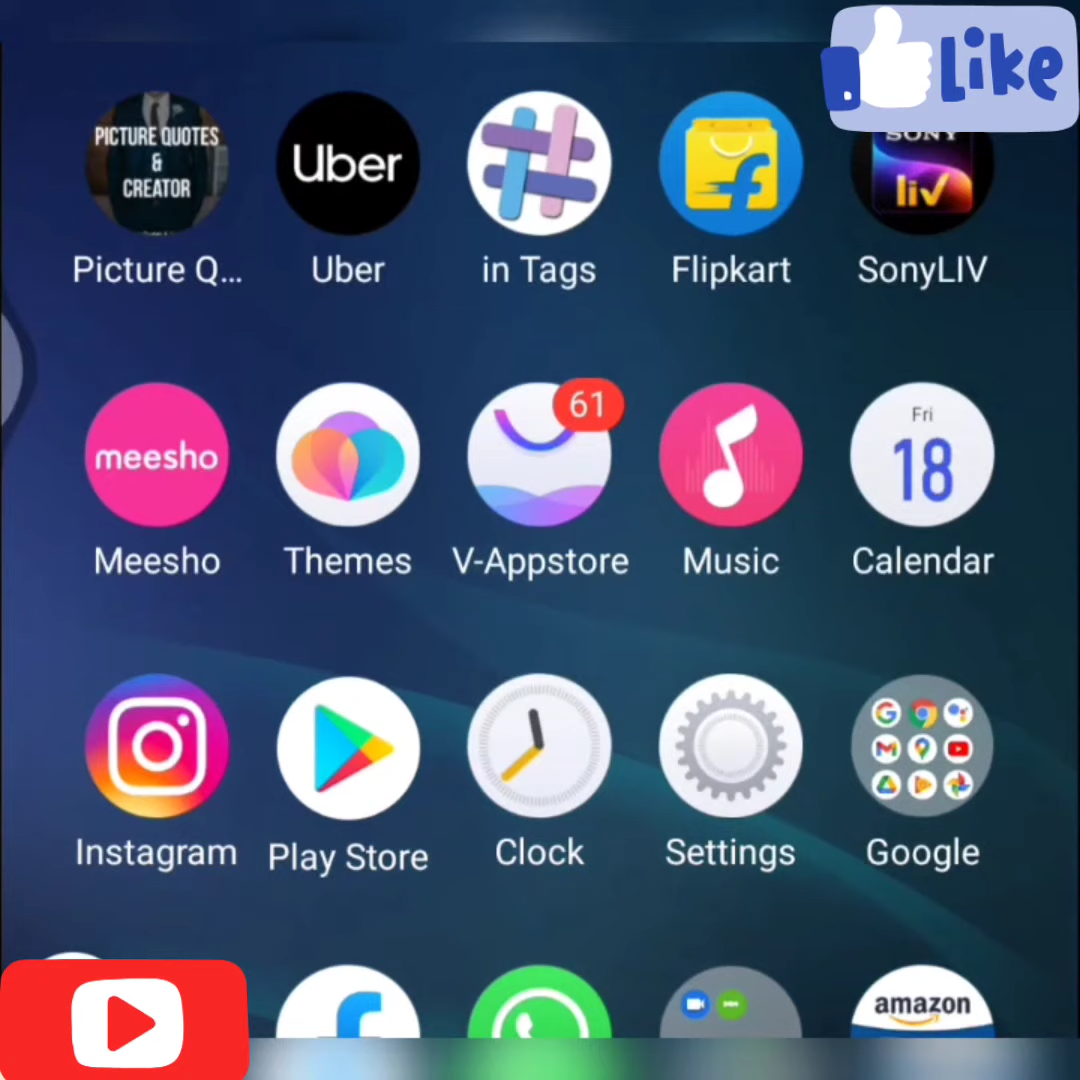 Like
PICTURE QUOTES
&
CREATOR
Uber
SONY
liv
Picture Q...
Uber
in Tags
Flipkart
SonyLIV
meesho
61
Fri
18
Meesho
Themes
V-Appstore
Music
Calendar
Instagram
Play Store
Clock
Settings
Google
amazon